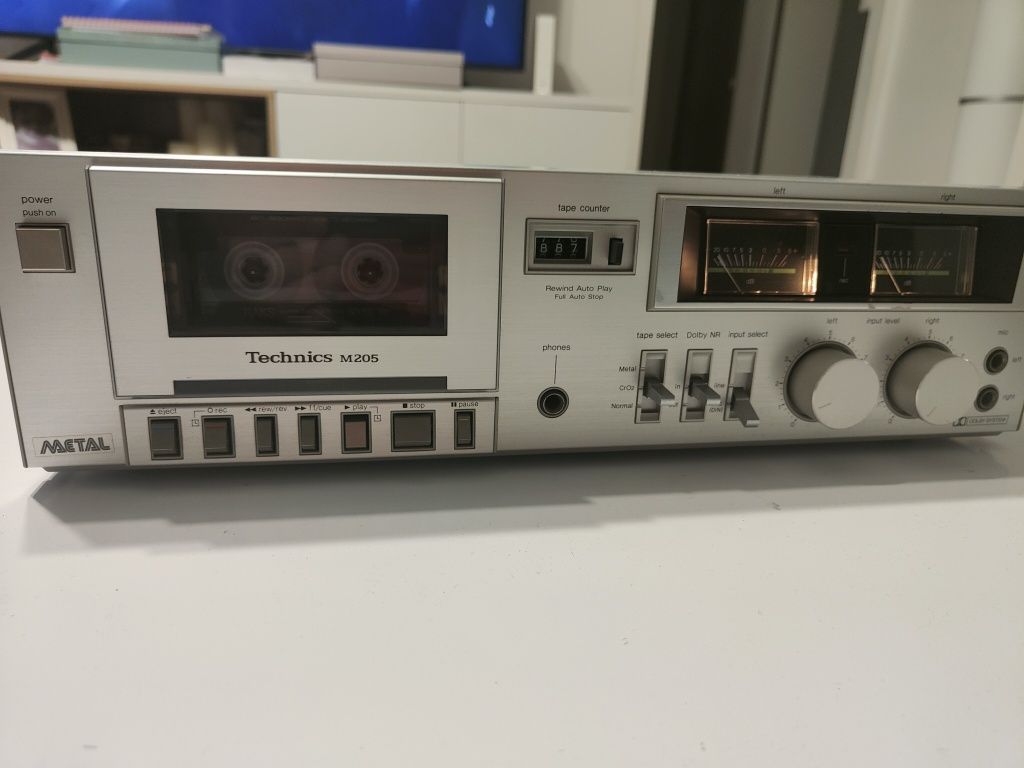 power
push on
Technics M205
METAL
eject
rec
rew/rev
ff/cue
play
stop
pause
tape counter
887
Rewind Auto Play
Full Auto Stop
phones
left
right
tape select
Dolby NR
input select
Metal
CrO2
Normal
in
line
left
input level
right
mic
left
right
DOLBY SYSTEM